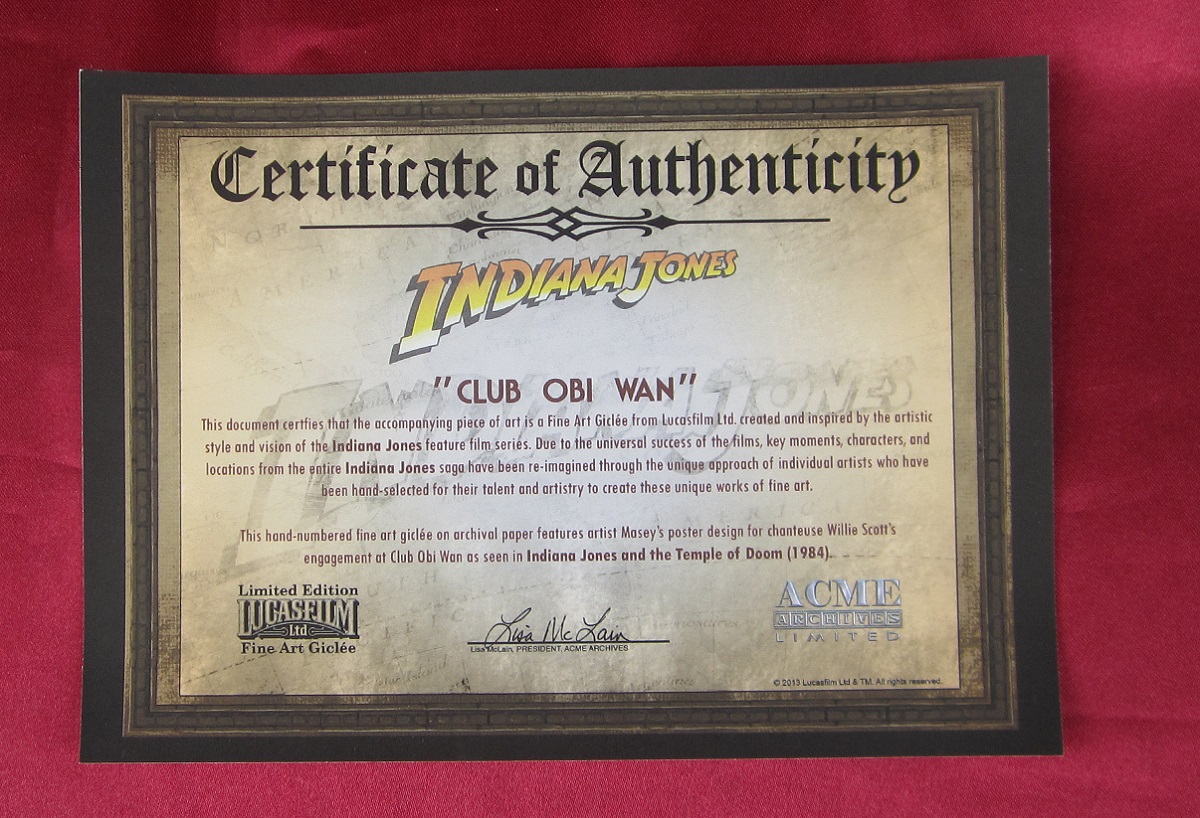 Certificate of Authenticity
INDIANA JONES
"CLUB OBI WAN"
This document certfies that the accompanying piece of art is a Fine Art Giclée from Lucasfilm Ltd. created and inspired by the artistic
style and vision of the Indiana Jones feature film series. Due to the universal success of the films, key moments, characters, and
locations from the entire Indiana Jones saga have been re-imagined through the unique approach of individual artists who have
been hand-selected for their talent and artistry to create these unique works of fine art.
This hand-numbered fine art giclée on archival paper features artist Masey's poster design for chanteuse Willie Scott's
engagement at Club Obi Wan as seen in Indiana Jones and the Temple of Doom (1984).
Limited Edition
LUCASFILM
Ltd
Fine Art Giclée
Lisa McLain
Lisa McLain, PRESIDENT, ACME ARCHIVES
ACME
ARCHIVES
LIMITED
© 2013 Lucasfilm Ltd & TM. All rights reserved.